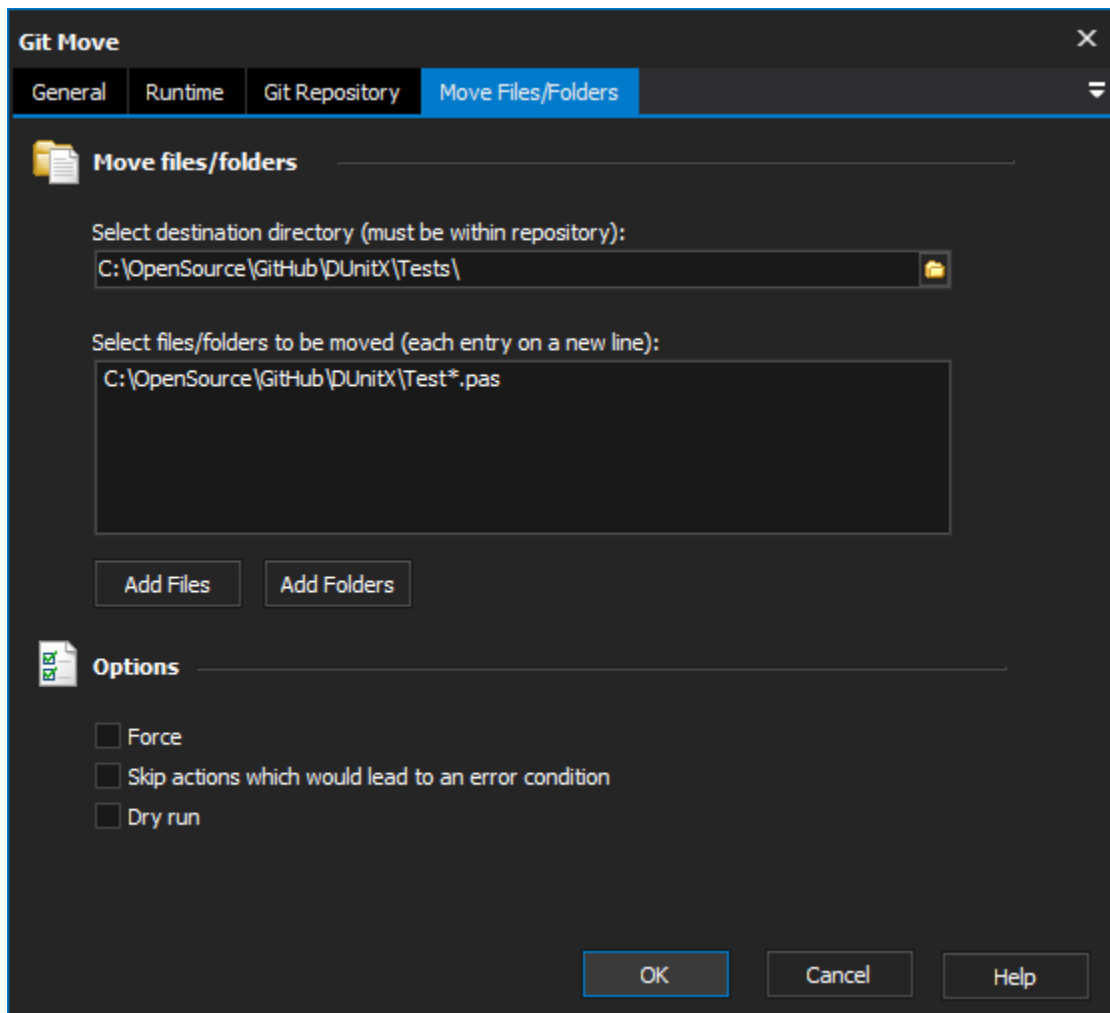 Git Move
General Runtime Git Repository Move Files/Folders
Move files/folders
Select destination directory (must be within repository):
C:\OpenSource\GitHub\DUnitX\Tests\
Select files/folders to be moved (each entry on a new line):
C:\OpenSource\GitHub\DUnitX\Test*.pas
Add Files Add Folders
Options
Force
Skip actions which would lead to an error condition
Dry run
OK Cancel Help